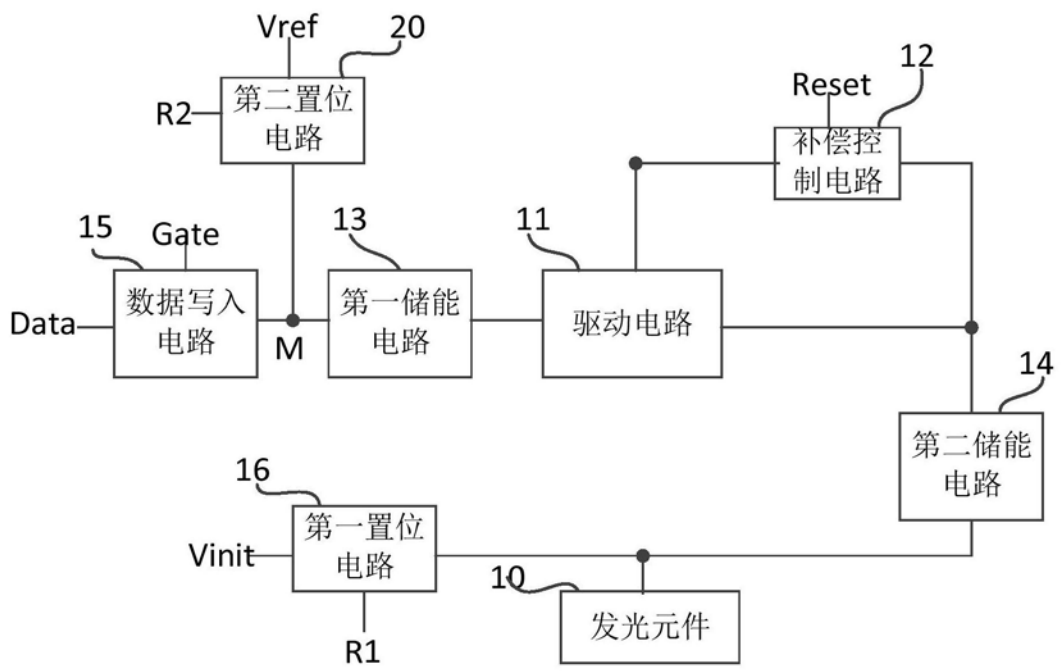 Vref
20
R2
第二置位
电路
Reset
12
补偿控
制电路
15
Gate
13
11
Data
数据写入
电路
M
第一储能
电路
驱动电路
14
第二储能
电路
16
Vinit
第一置位
电路
R1
10
发光元件